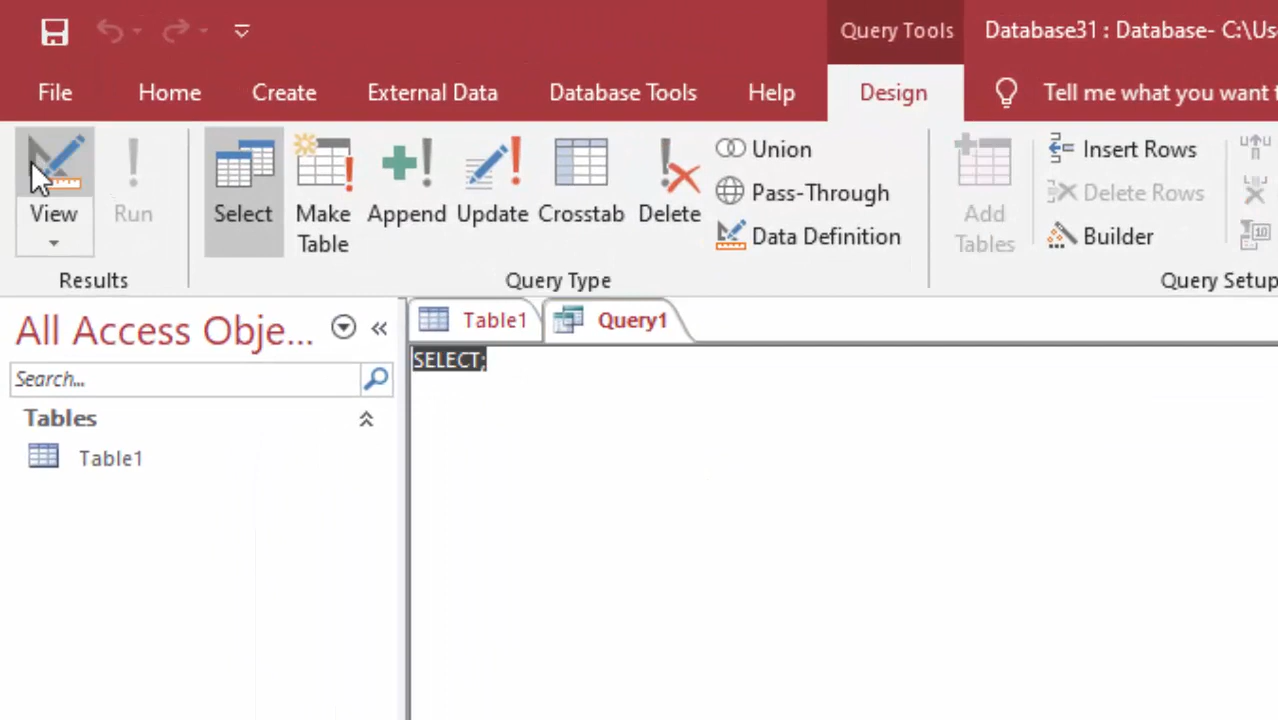 Query Tools
Database31 : Database- C:\Us
File Home Create External Data Database Tools Help Design Tell me what you want
View
Run
Select
Make
Table
Append
Update
Crosstab
Delete
Union
Pass-Through
Data Definition
Add
Tables
Insert Rows
Delete Rows
Builder
Results
Query Type
Query Setup
All Access Obje...
Search...
Tables
Table1
Table1
Query1
SELECT;